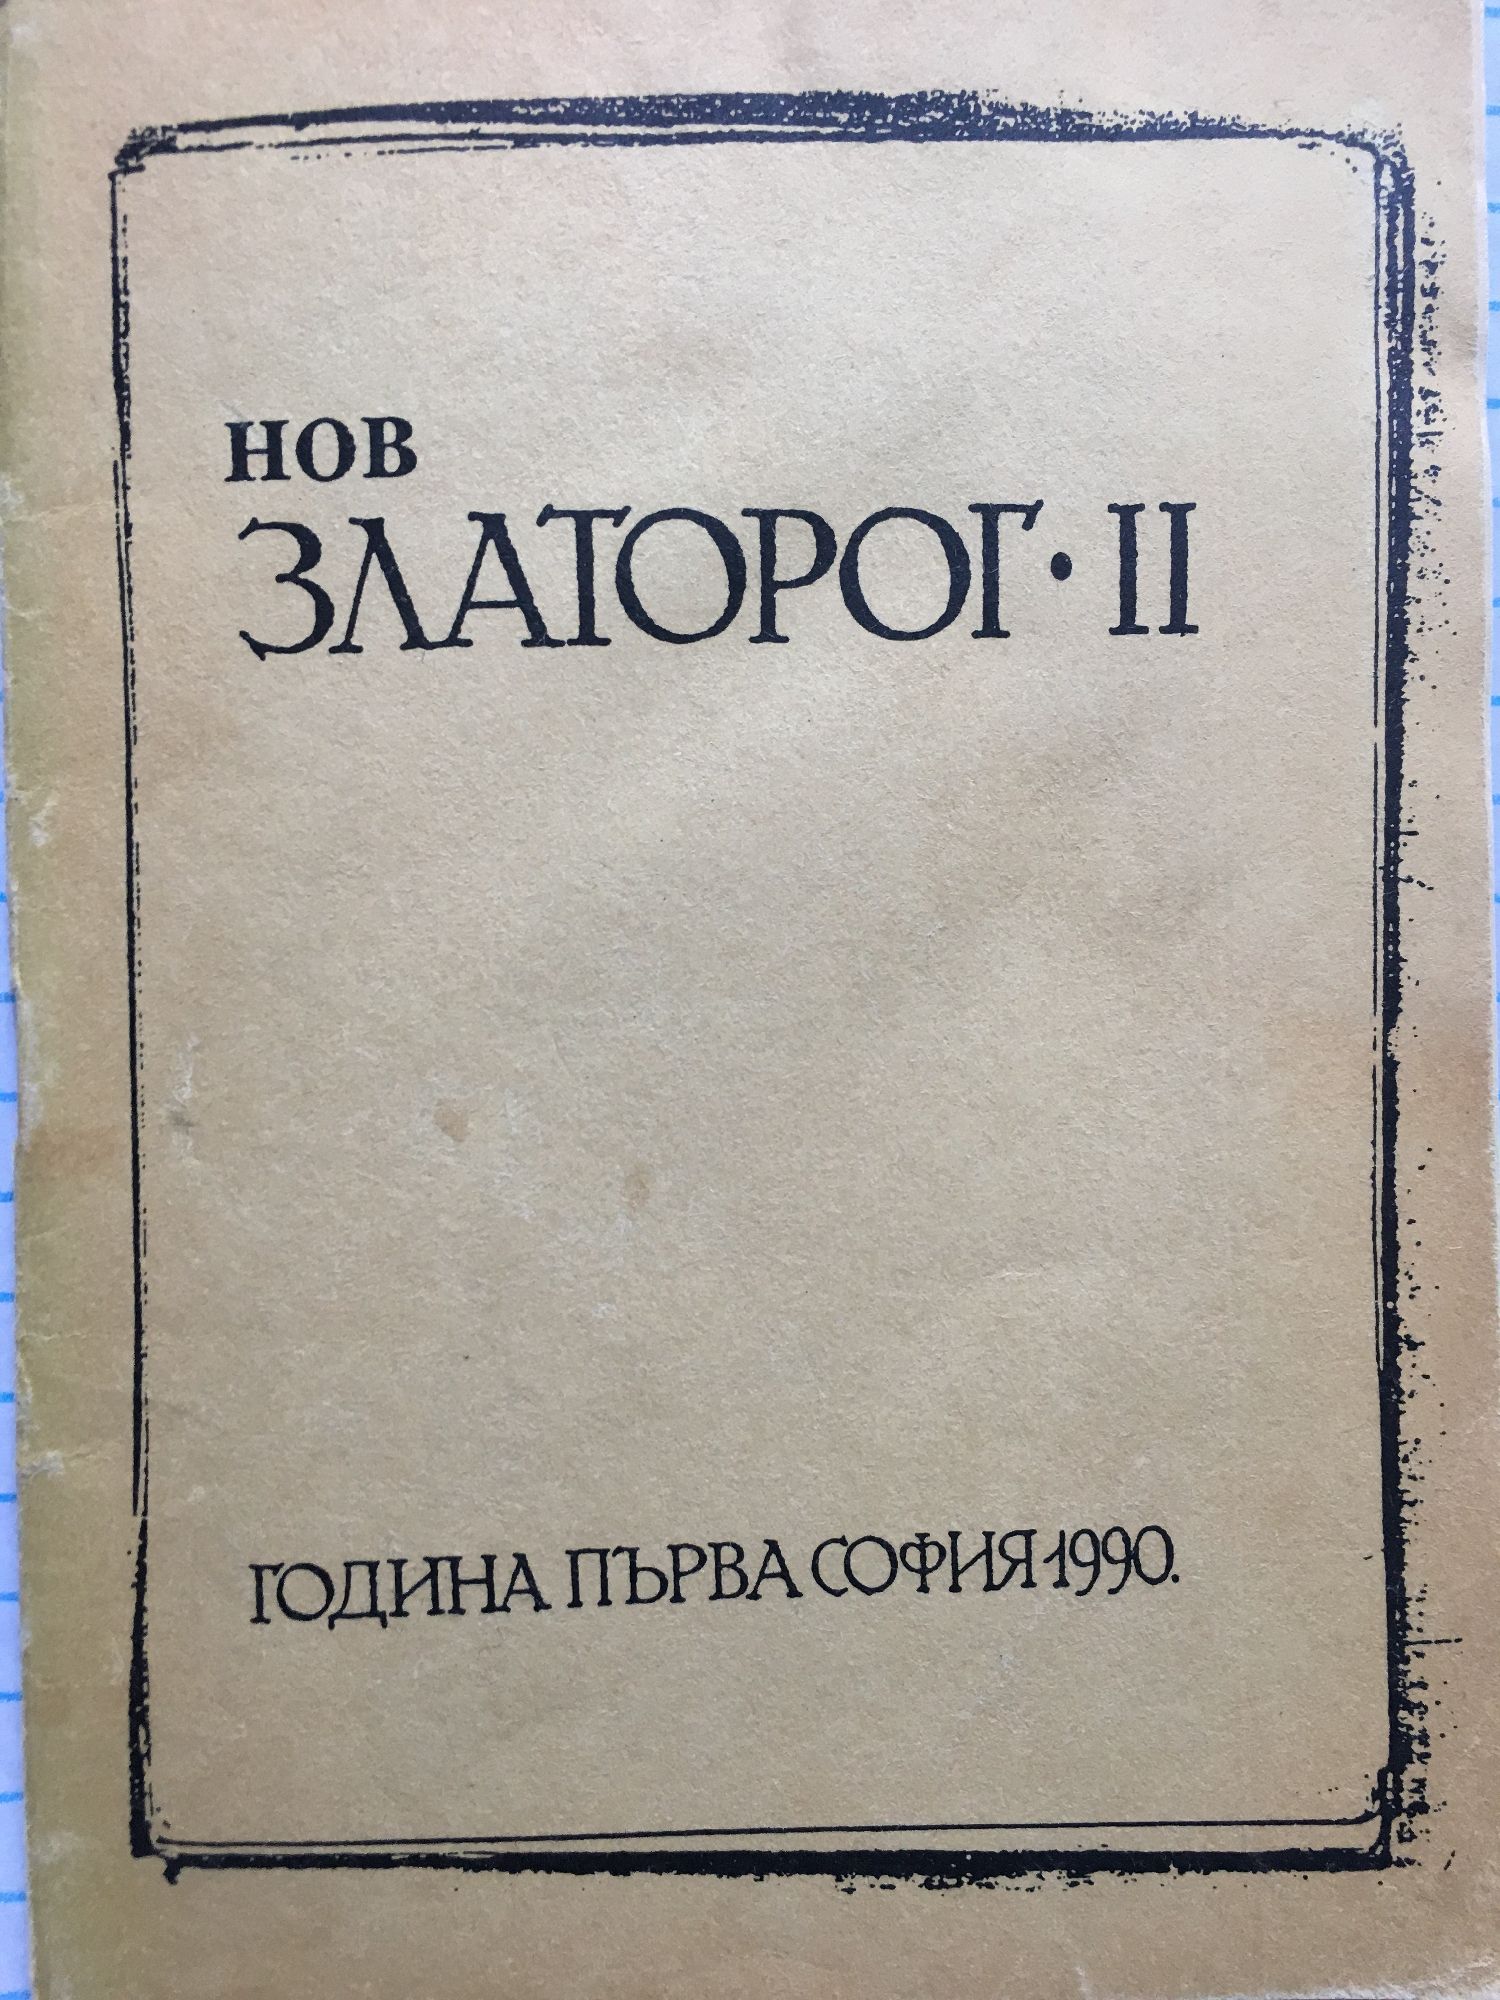 НОВ
ЗЛАТОРОГ · II
ГОДИНА ПЪРВА СОФИЯ 1990.